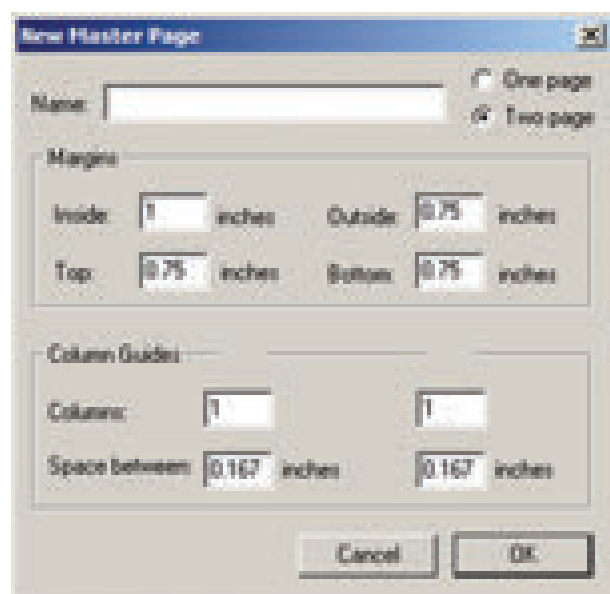 New Master Page
One page
Name:
Two page
Margins
Inside: 1 inches Outside: 0.75 inches
Top: 0.75 inches Bottom: 0.75 inches
Column Guides
Columns: 1 1
Space between: 0.167 inches 0.167 inches
Cancel OK